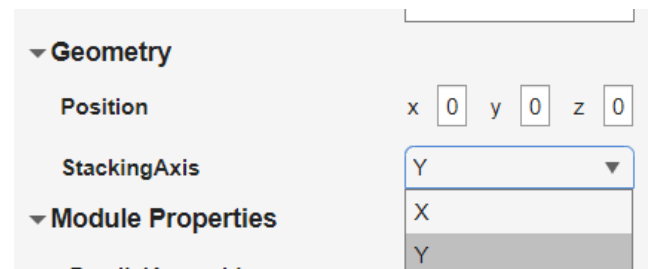 Geometry
Position x 0 y 0 z 0
StackingAxis Y
X
Module Properties
Y